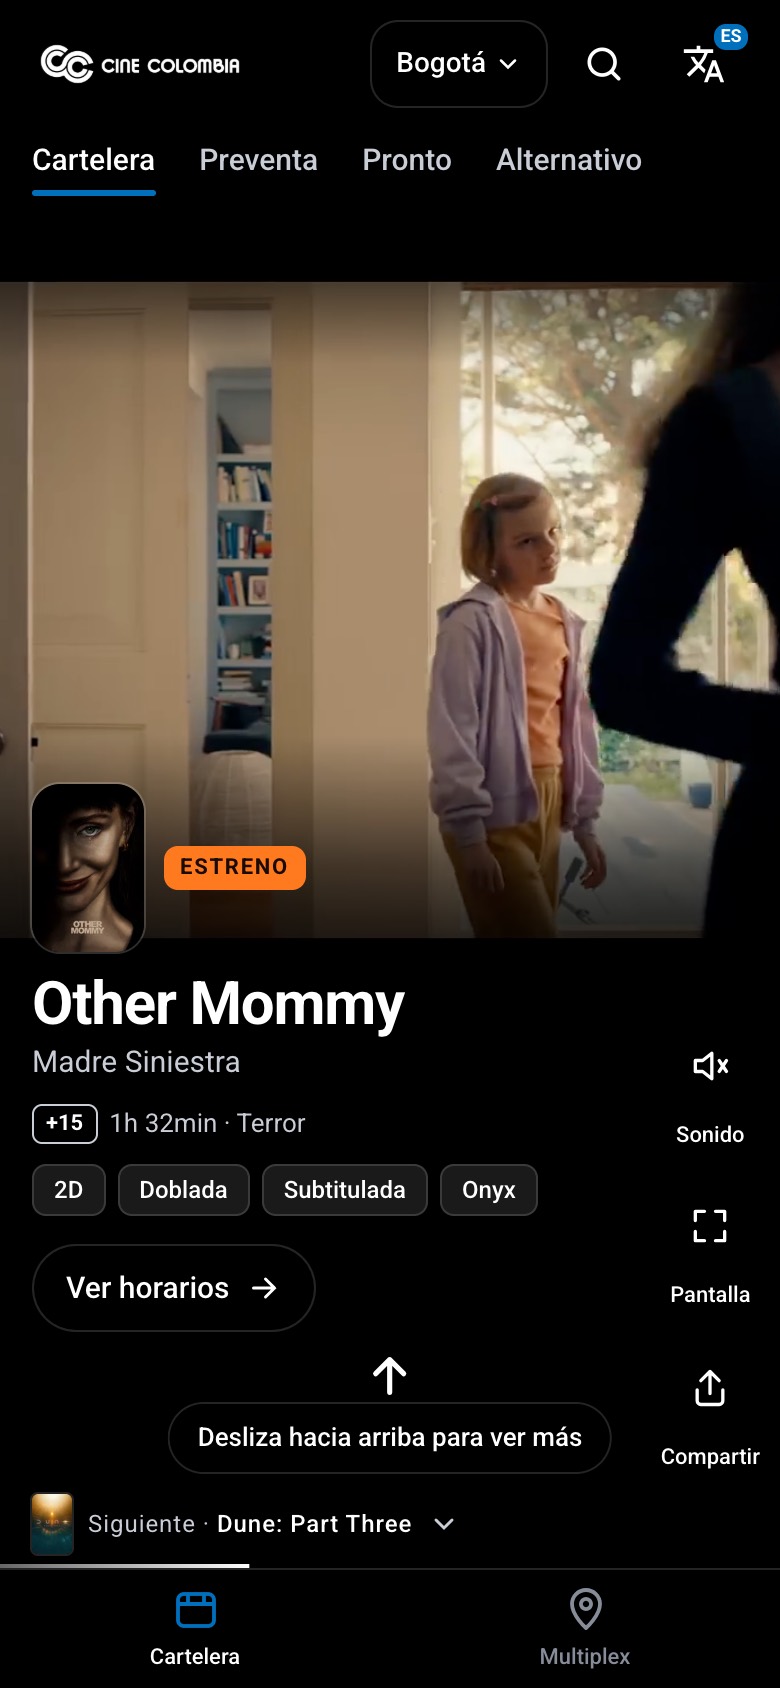 CINE COLOMBIA
Bogotá
ES
Cartelera
Preventa
Pronto
Alternativo
OTHER
MOMMY
ESTRENO
Other Mommy
Madre Siniestra
+15 1h 32min · Terror
2D
Doblada
Subtitulada
Onyx
Ver horarios
Sonido
Pantalla
Compartir
Desliza hacia arriba para ver más
Siguiente · Dune: Part Three
Cartelera
Multiplex